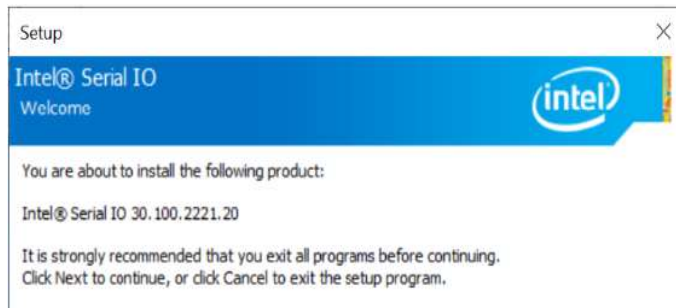 Setup
Intel® Serial IO
Welcome
intel
You are about to install the following product:
Intel® Serial IO 30.100.2221.20
It is strongly recommended that you exit all programs before continuing.
Click Next to continue, or click Cancel to exit the setup program.